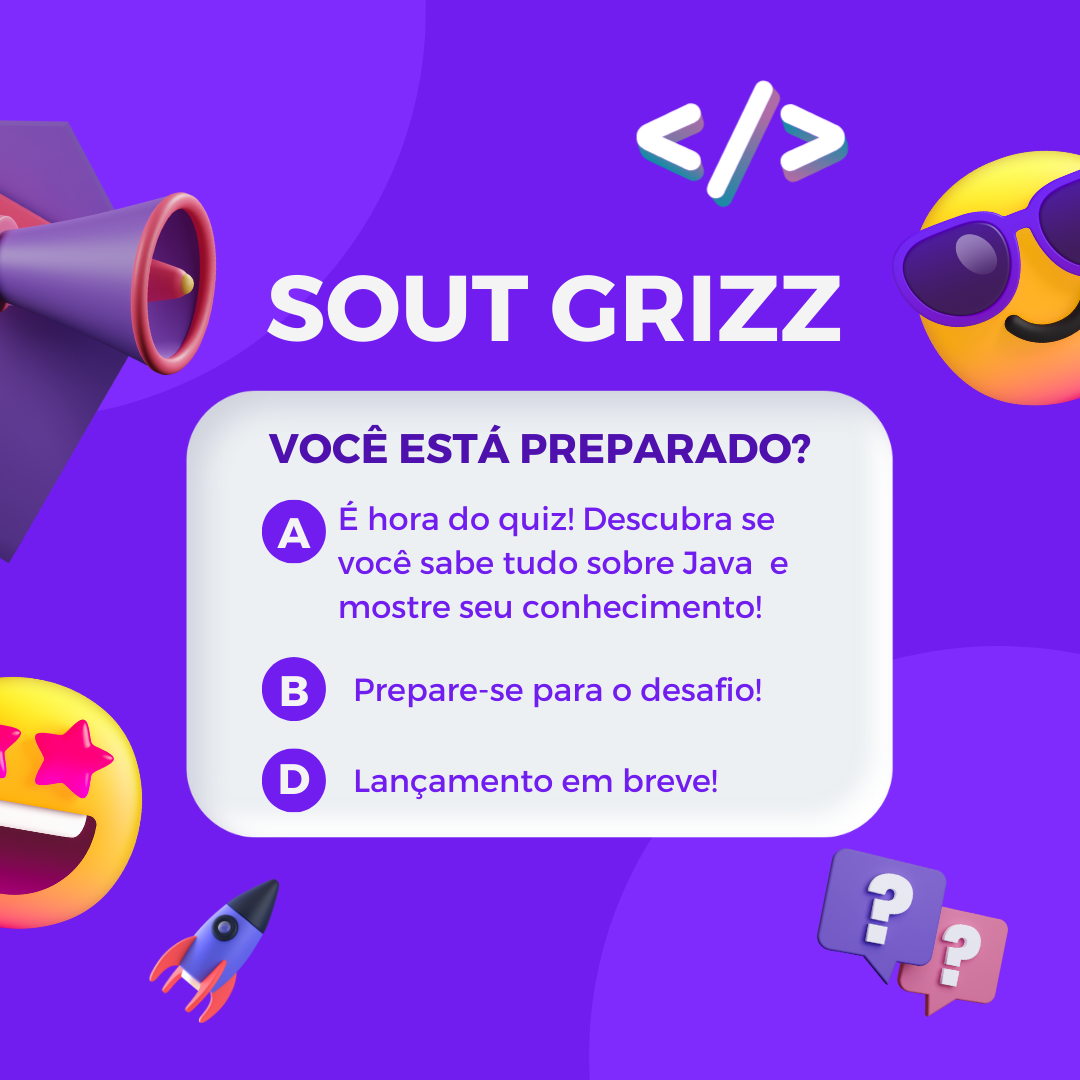 </>
SOUT GRIZZ
VOCÊ ESTÁ PREPARADO?
A É hora do quiz! Descubra se
você sabe tudo sobre Java  e
mostre seu conhecimento!
B Prepare-se para o desafio!
D Lançamento em breve!
? ?